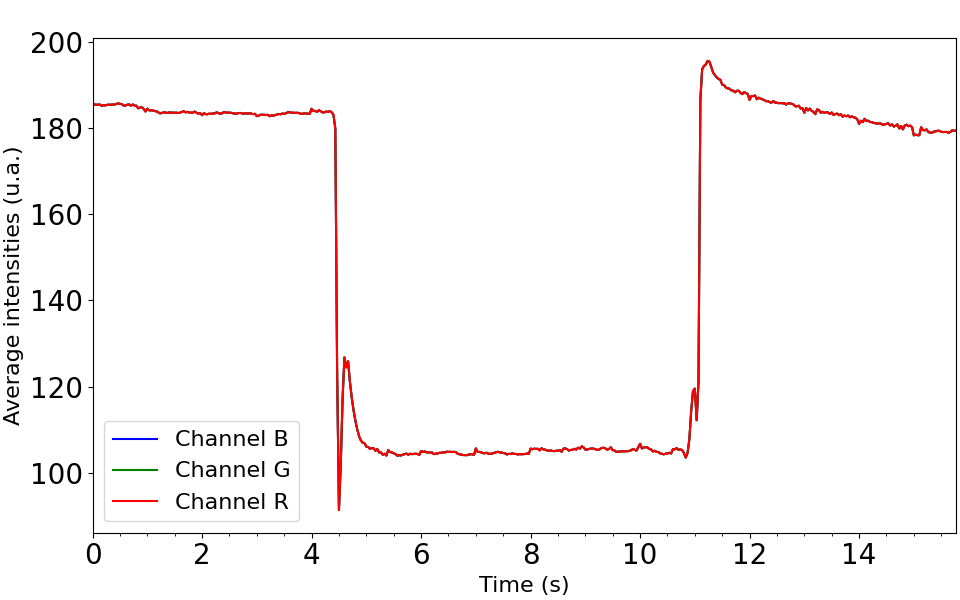 200
180
160
140
120
100
Average intensities (u.a.)
Channel B
Channel G
Channel R
0 2 4 6 8 10 12 14
Time (s)